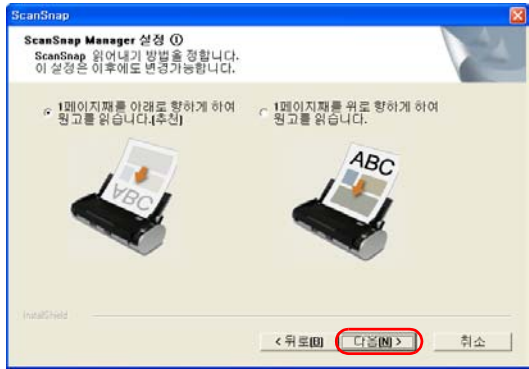 ScanSnap
ScanSnap Manager 설정 ①
ScanSnap 읽어내기 방법을 정합니다.
이 설정은 이후에도 변경가능합니다.
1페이지째를 아래로 향하게 하여
원고를 읽습니다.(추천)
1페이지째를 위로 향하게 하여
원고를 읽습니다.
ABC
ABC
InstallShield
< 뒤로(B)
다음(N) >
취소